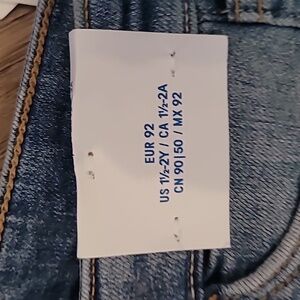 EUR 92
US 1½-2Y / CA 1½-2A
CN 90|50 / MX 92